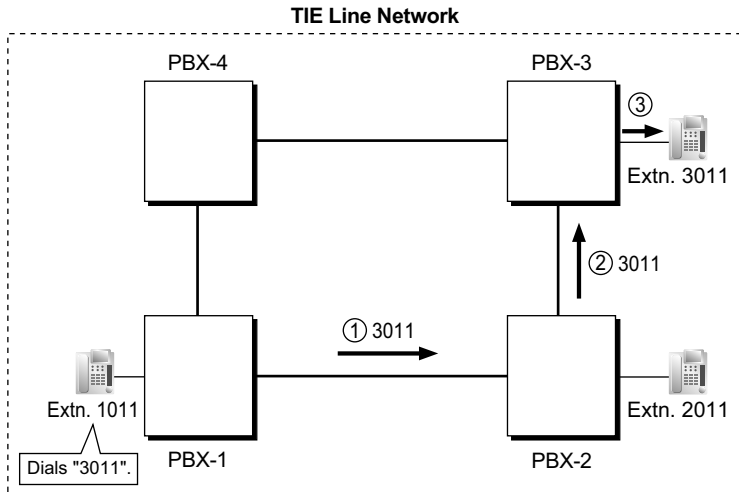 TIE Line Network
PBX-4
PBX-3
③
Extn. 3011
② 3011
① 3011
Extn. 1011
Extn. 2011
Dials "3011".
PBX-1
PBX-2